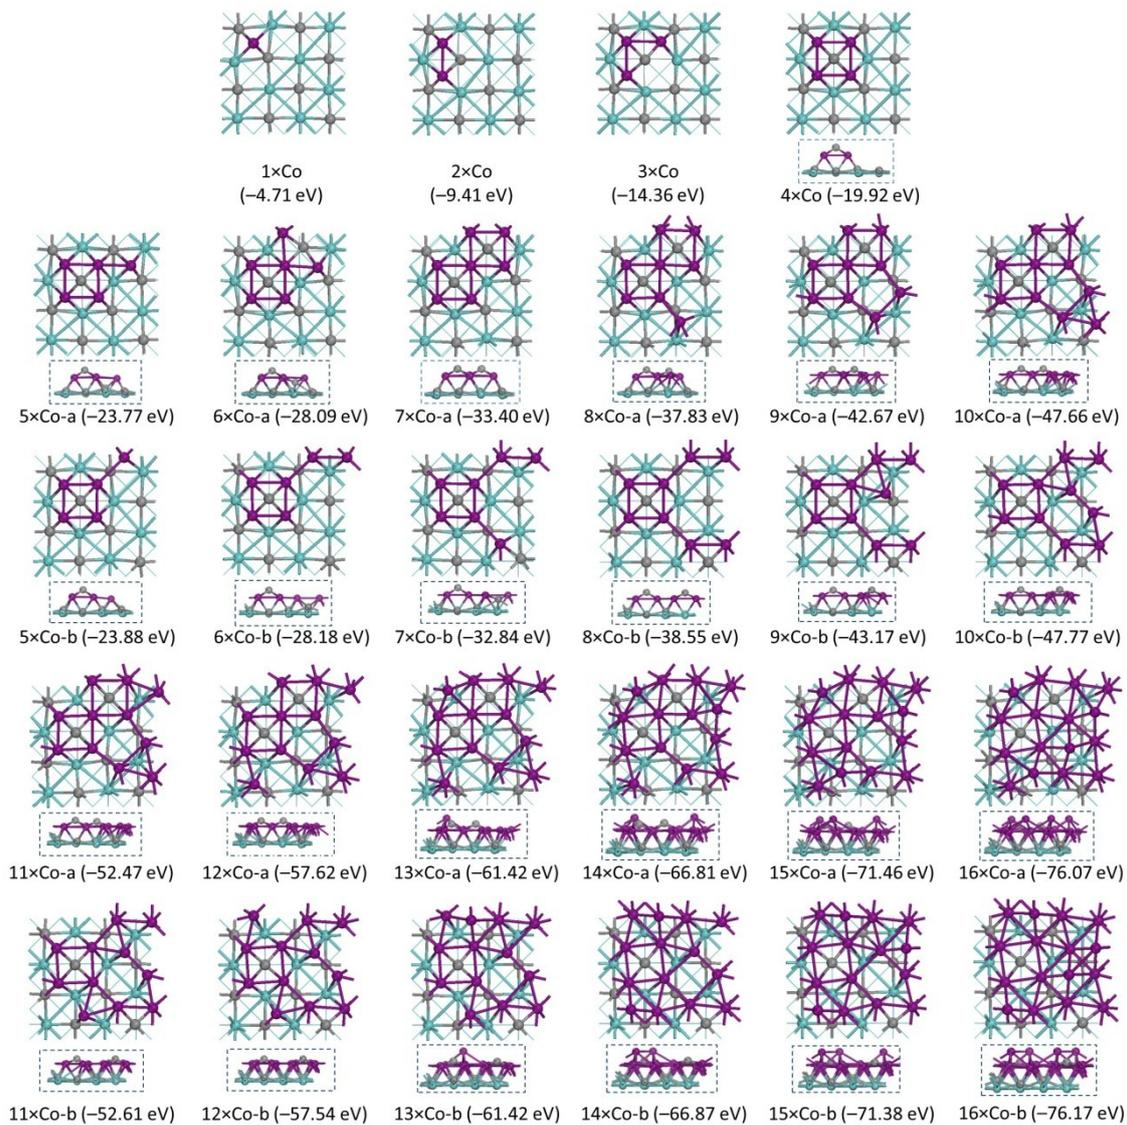 1×Co
(−4.71 eV)
2×Co
(−9.41 eV)
3×Co
(−14.36 eV)
4×Co (−19.92 eV)
5×Co-a (−23.77 eV)
6×Co-a (−28.09 eV)
7×Co-a (−33.40 eV)
8×Co-a (−37.83 eV)
9×Co-a (−42.67 eV)
10×Co-a (−47.66 eV)
5×Co-b (−23.88 eV)
6×Co-b (−28.18 eV)
7×Co-b (−32.84 eV)
8×Co-b (−38.55 eV)
9×Co-b (−43.17 eV)
10×Co-b (−47.77 eV)
11×Co-a (−52.47 eV)
12×Co-a (−57.62 eV)
13×Co-a (−61.42 eV)
14×Co-a (−66.81 eV)
15×Co-a (−71.46 eV)
16×Co-a (−76.07 eV)
11×Co-b (−52.61 eV)
12×Co-b (−57.54 eV)
13×Co-b (−61.42 eV)
14×Co-b (−66.87 eV)
15×Co-b (−71.38 eV)
16×Co-b (−76.17 eV)